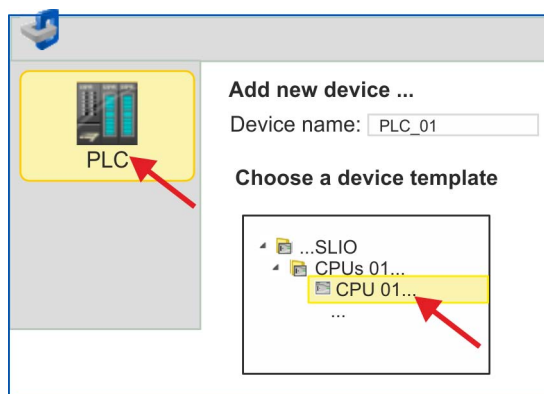 PLC
Add new device ...
Device name: PLC_01
Choose a device template
...SLIO
CPUs 01...
CPU 01...
...